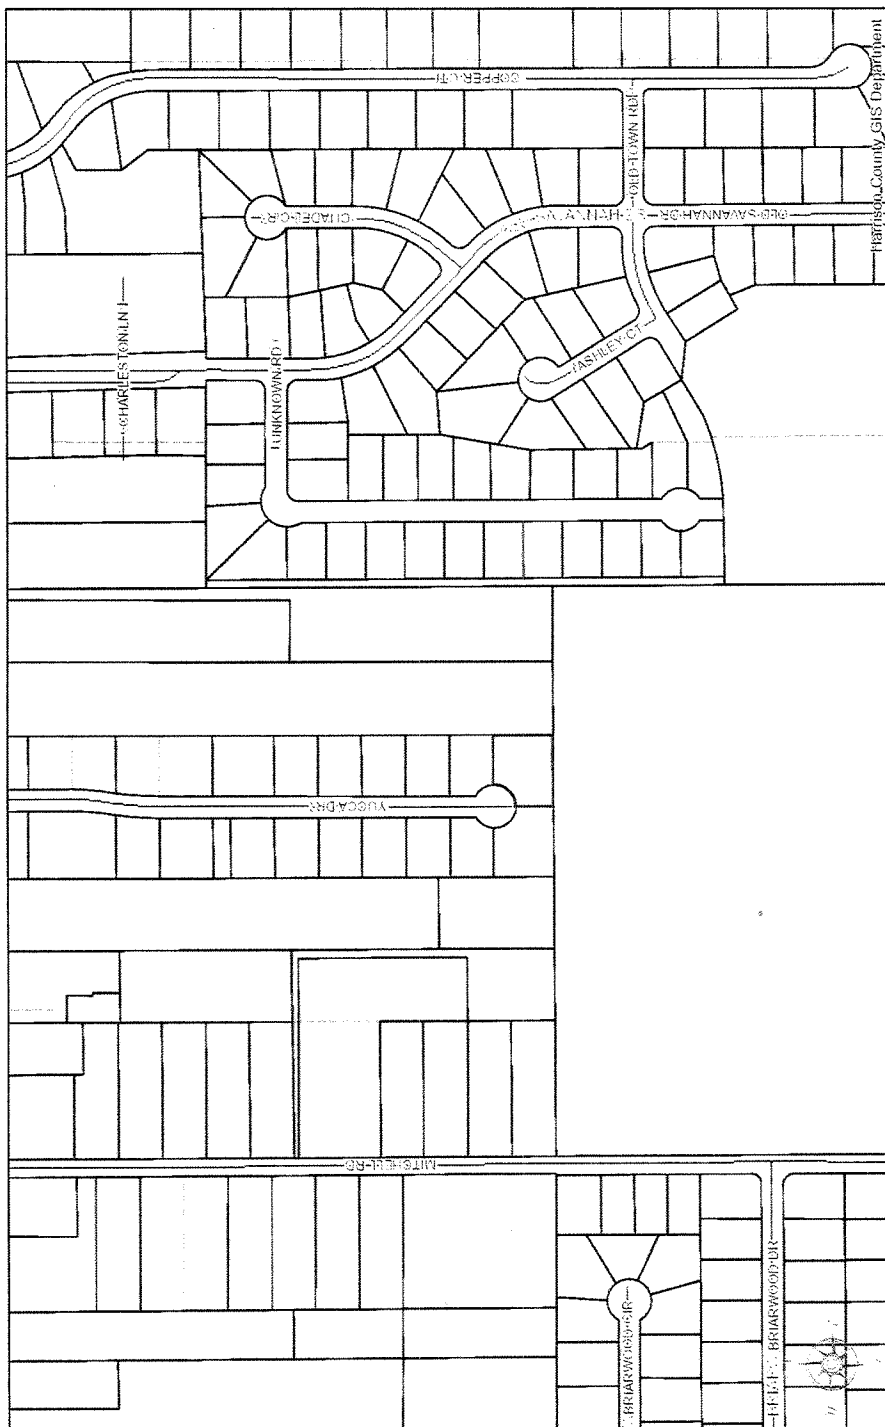 COPPER CT
Harrison County GIS Department
OLD TOWN RD
CITADEL CIR
OLD SAVANNAH DR
CHARLESTON LN
UNKNOWN RD
ASHLEY CT
YUCCA DR
MITCHELL RD
BRIARWOOD CIR
BRIARWOOD DR